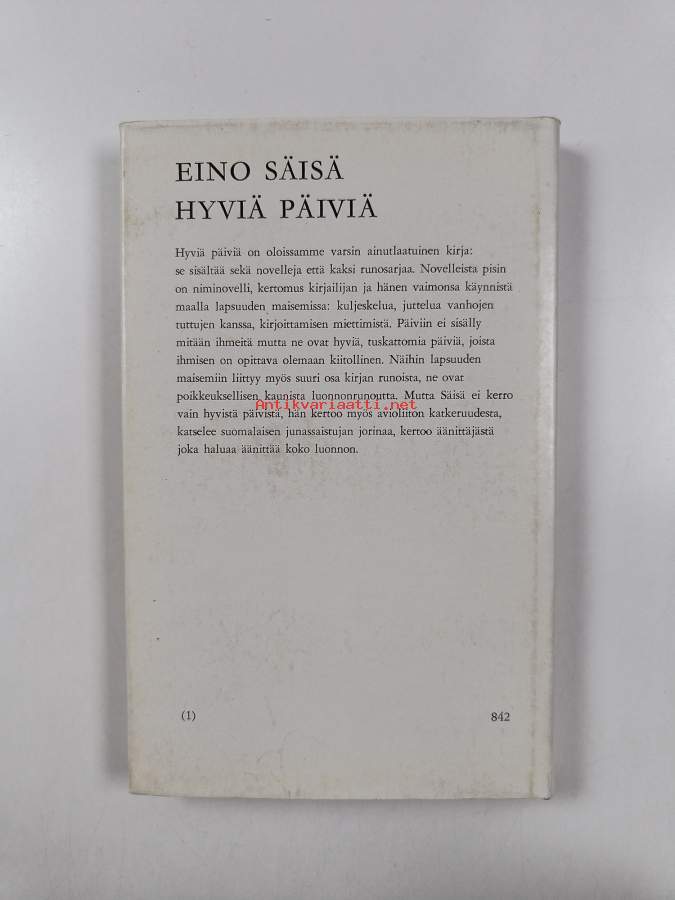 EINO SÄISÄ
HYVIÄ PÄIVIÄ
Hyviä päiviä on oloissamme varsin ainutlaatuinen kirja:
se sisältää sekä novelleja että kaksi runosarjaa. Novelleista pisin
on niminovelli, kertomus kirjailijan ja hänen vaimonsa käynnistä
maalla lapsuuden maisemissa: kuljeskelua, juttelua vanhojen
tuttujen kanssa, kirjoittamisen miettimistä. Päiviin ei sisälly
mitään ihmeitä mutta ne ovat hyviä, tuskattomia päiviä, joista
ihmisen on opittava olemaan kiitollinen. Näihin lapsuuden
maisemiin liittyy myös suuri osa kirjan runoista, ne ovat
poikkeuksellisen kaunista luonnonrunoutta. Mutta Säisä ei kerro
Antikvariaatti.net
vain hyvistä päivistä, hän kertoo myös avioliiton katkeruudesta,
katselee suomalaisen junassaistujan jorinaa, kertoo äänittäjästä
joka haluaa äänittää koko luonnon.
(1)
842